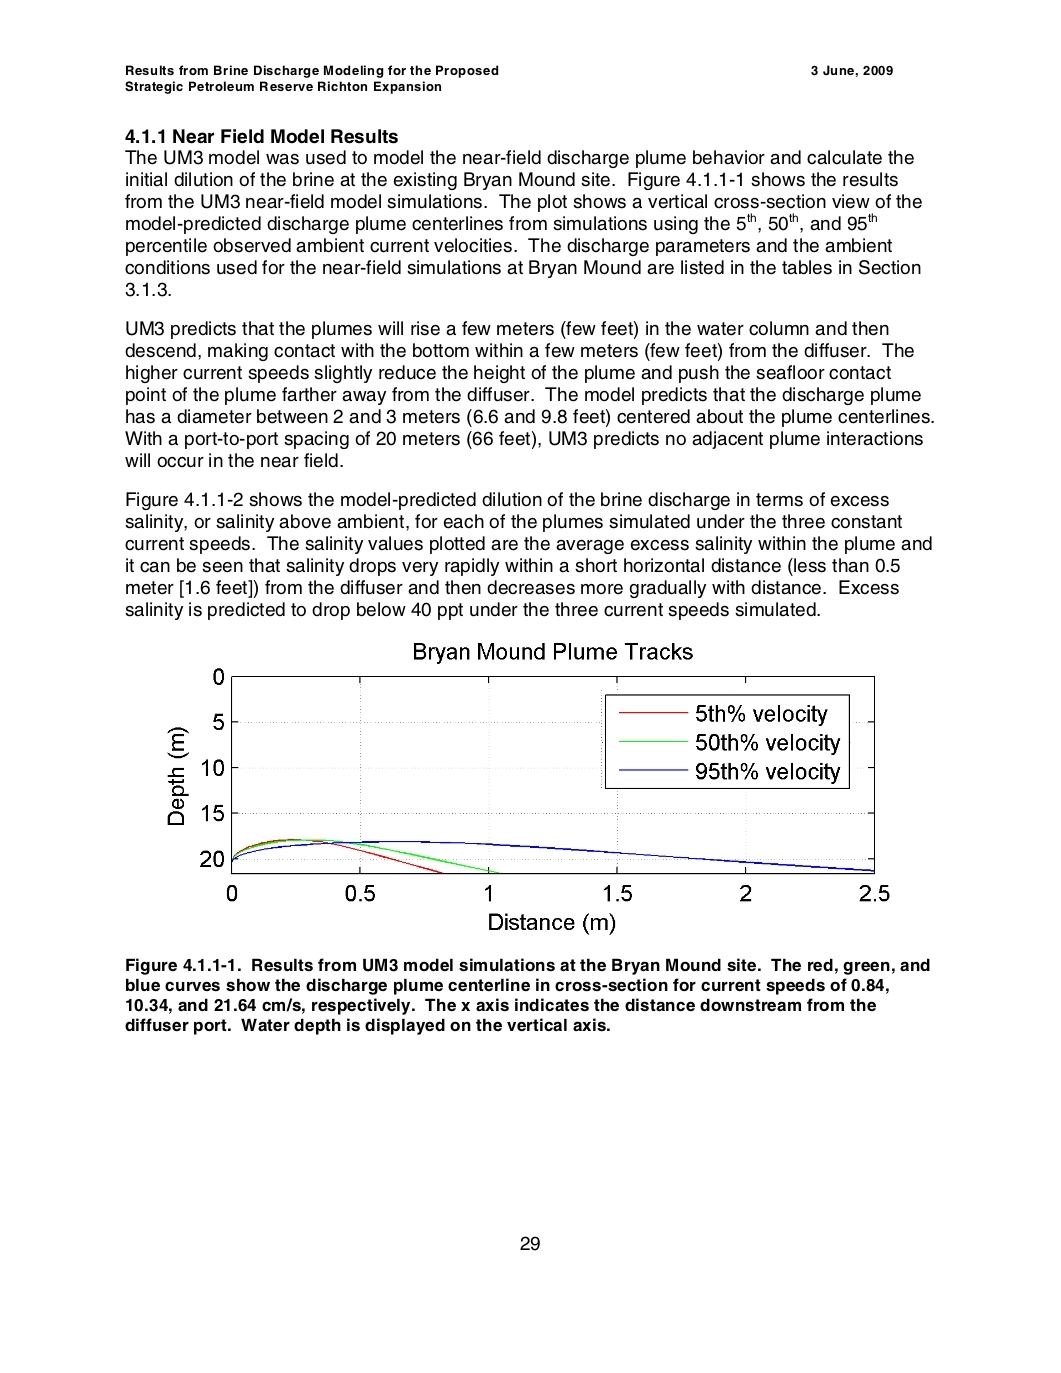 Results from Brine Discharge Modeling for the Proposed 3 June, 2009
Strategic Petroleum Reserve Richton Expansion
4.1.1 Near Field Model Results
The UM3 model was used to model the near-field discharge plume behavior and calculate the
initial dilution of the brine at the existing Bryan Mound site. Figure 4.1.1-1 shows the results
from the UM3 near-field model simulations. The plot shows a vertical cross-section view of the
model-predicted discharge plume centerlines from simulations using the 5th, 50th, and 95th
percentile observed ambient current velocities. The discharge parameters and the ambient
conditions used for the near-field simulations at Bryan Mound are listed in the tables in Section
3.1.3.
UM3 predicts that the plumes will rise a few meters (few feet) in the water column and then
descend, making contact with the bottom within a few meters (few feet) from the diffuser. The
higher current speeds slightly reduce the height of the plume and push the seafloor contact
point of the plume farther away from the diffuser. The model predicts that the discharge plume
has a diameter between 2 and 3 meters (6.6 and 9.8 feet) centered about the plume centerlines.
With a port-to-port spacing of 20 meters (66 feet), UM3 predicts no adjacent plume interactions
will occur in the near field.
Figure 4.1.1-2 shows the model-predicted dilution of the brine discharge in terms of excess
salinity, or salinity above ambient, for each of the plumes simulated under the three constant
current speeds. The salinity values plotted are the average excess salinity within the plume and
it can be seen that salinity drops very rapidly within a short horizontal distance (less than 0.5
meter [1.6 feet]) from the diffuser and then decreases more gradually with distance. Excess
salinity is predicted to drop below 40 ppt under the three current speeds simulated.
Bryan Mound Plume Tracks
0
5
10
15
20
Depth (m)
5th% velocity
50th% velocity
95th% velocity
0 0.5 1 1.5 2 2.5
Distance (m)
Figure 4.1.1-1. Results from UM3 model simulations at the Bryan Mound site. The red, green, and
blue curves show the discharge plume centerline in cross-section for current speeds of 0.84,
10.34, and 21.64 cm/s, respectively. The x axis indicates the distance downstream from the
diffuser port. Water depth is displayed on the vertical axis.
29